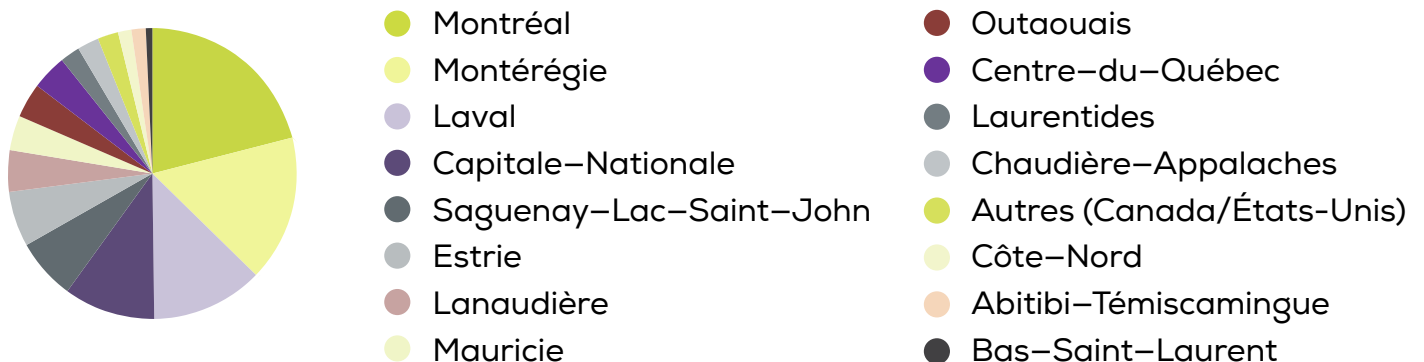 Montréal
Montérégie
Laval
Capitale–Nationale
Saguenay–Lac–Saint–John
Estrie
Lanaudière
Mauricie
Outaouais
Centre–du–Québec
Laurentides
Chaudière–Appalaches
Autres (Canada/États-Unis)
Côte–Nord
Abitibi–Témiscamingue
Bas–Saint–Laurent